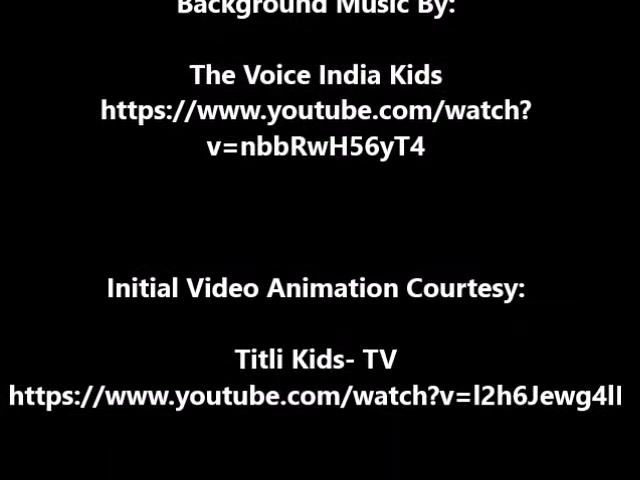 Background Music By:
The Voice India Kids
https://www.youtube.com/watch?
v=nbbRwH56yT4
Initial Video Animation Courtesy:
Titli Kids- TV
https://www.youtube.com/watch?v=l2h6Jewg4lI